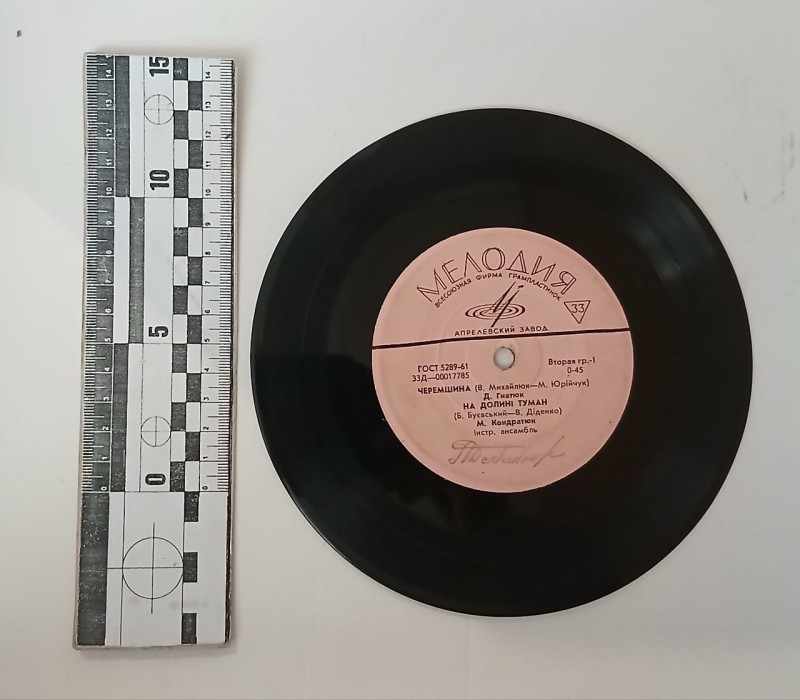 МЕЛОДИЯ
ВСЕСОЮЗНАЯ ФИРМА ГРАМПЛАСТИНОК
33
АПРЕЛЕВСКИЙ ЗАВОД
ГОСТ 5289-61
Вторая гр.-1
33Д—00017785
0-45
ЧЕРЕМШИНА (В. Михайлюк—М. Юрійчук)
Д. Гнатюк
НА ДОЛИНІ ТУМАН
(Б. Буєвський—В. Діденко)
М. Кондратюк
Інстр. ансамбль
15
10
5
0